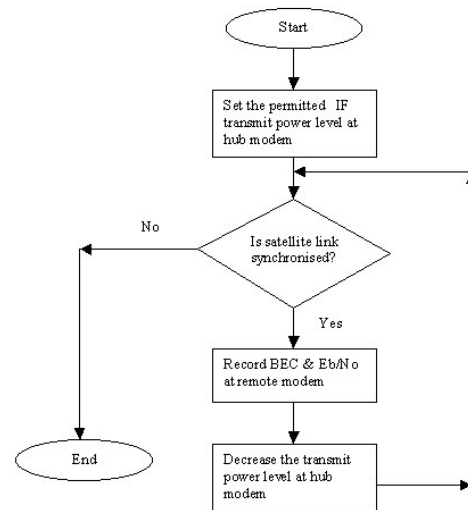 Start
Set the permitted IF
transmit power level at
hub modem
No
Is satellite link
synchronised?
Yes
Record BEC & Eb/No
at remote modem
End
Decrease the transmit
power level at hub
modem